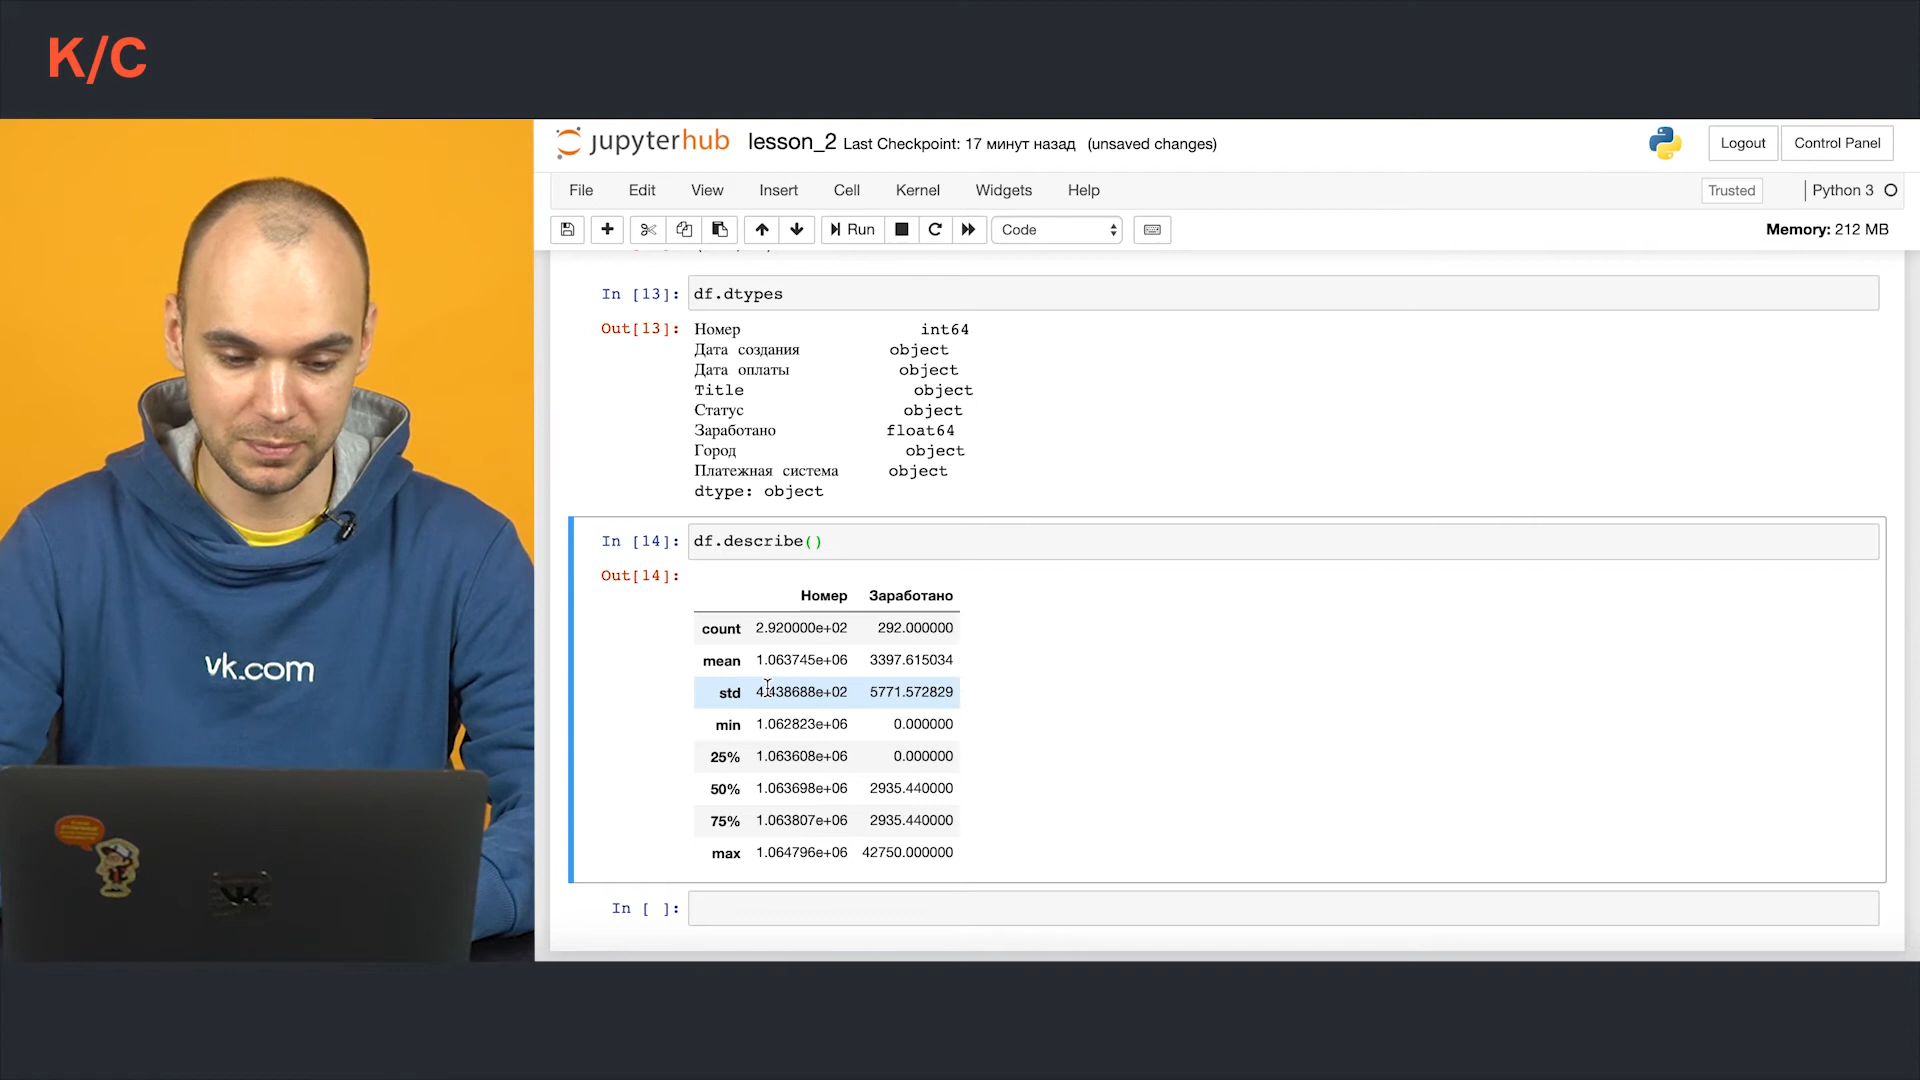 K/C
jupyterhub lesson_2 Last Checkpoint: 17 минут назад (unsaved changes) Logout Control Panel
File Edit View Insert Cell Kernel Widgets Help Trusted Python 3
Run Code Memory: 212 MB
In [13]: df.dtypes
Out[13]: Номер int64
Дата создания object
Дата оплаты object
Title object
Статус object
Заработано float64
Город object
Платежная система object
dtype: object
In [14]: df.describe()
Out[14]:
Номер Заработано
count 2.920000e+02 292.000000
mean 1.063745e+06 3397.615034
std 4.438688e+02 5771.572829
min 1.062823e+06 0.000000
25% 1.063608e+06 0.000000
50% 1.063698e+06 2935.440000
75% 1.063807e+06 2935.440000
max 1.064796e+06 42750.000000
In [ ]:
vk.com